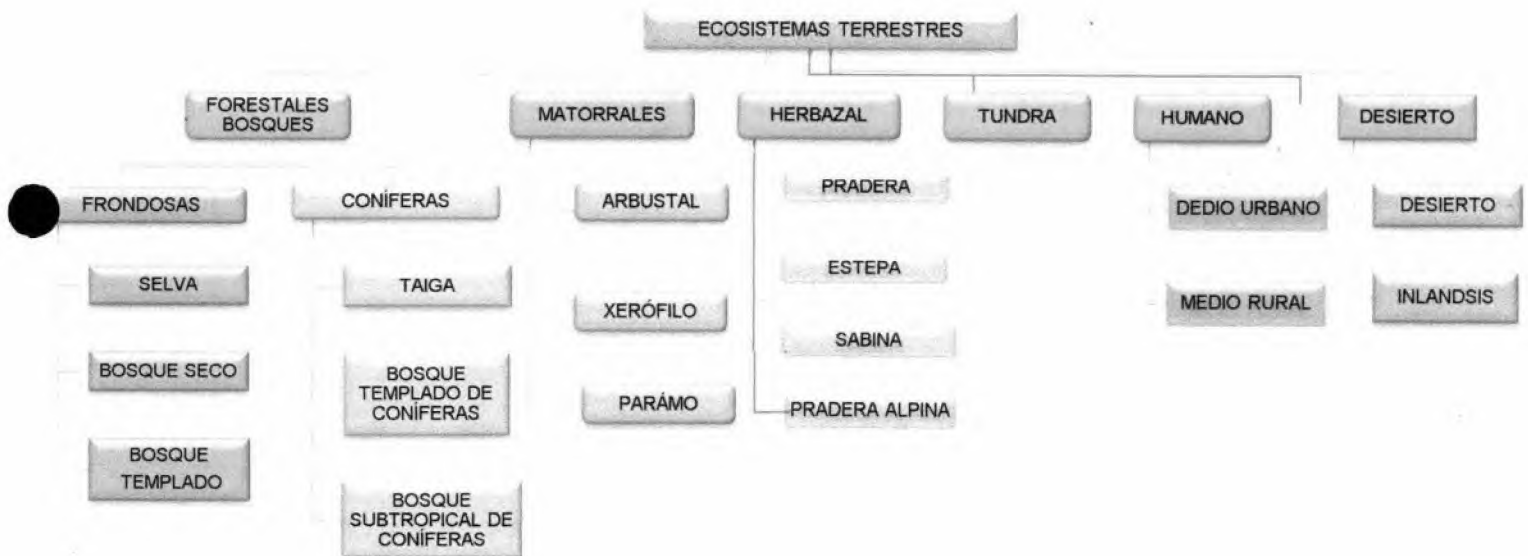 ECOSISTEMAS TERRESTRES
FORESTALES
BOSQUES
MATORRALES
HERBAZAL
TUNDRA
HUMANO
DESIERTO
FRONDOSAS
CONÍFERAS
ARBUSTAL
PRADERA
DEDIO URBANO
DESIERTO
SELVA
TAIGA
XERÓFILO
ESTEPA
MEDIO RURAL
INLANDSIS
BOSQUE SECO
BOSQUE
TEMPLADO DE
CONÍFERAS
PARÁMO
SABINA
PRADERA ALPINA
BOSQUE
TEMPLADO
BOSQUE
SUBTROPICAL DE
CONÍFERAS